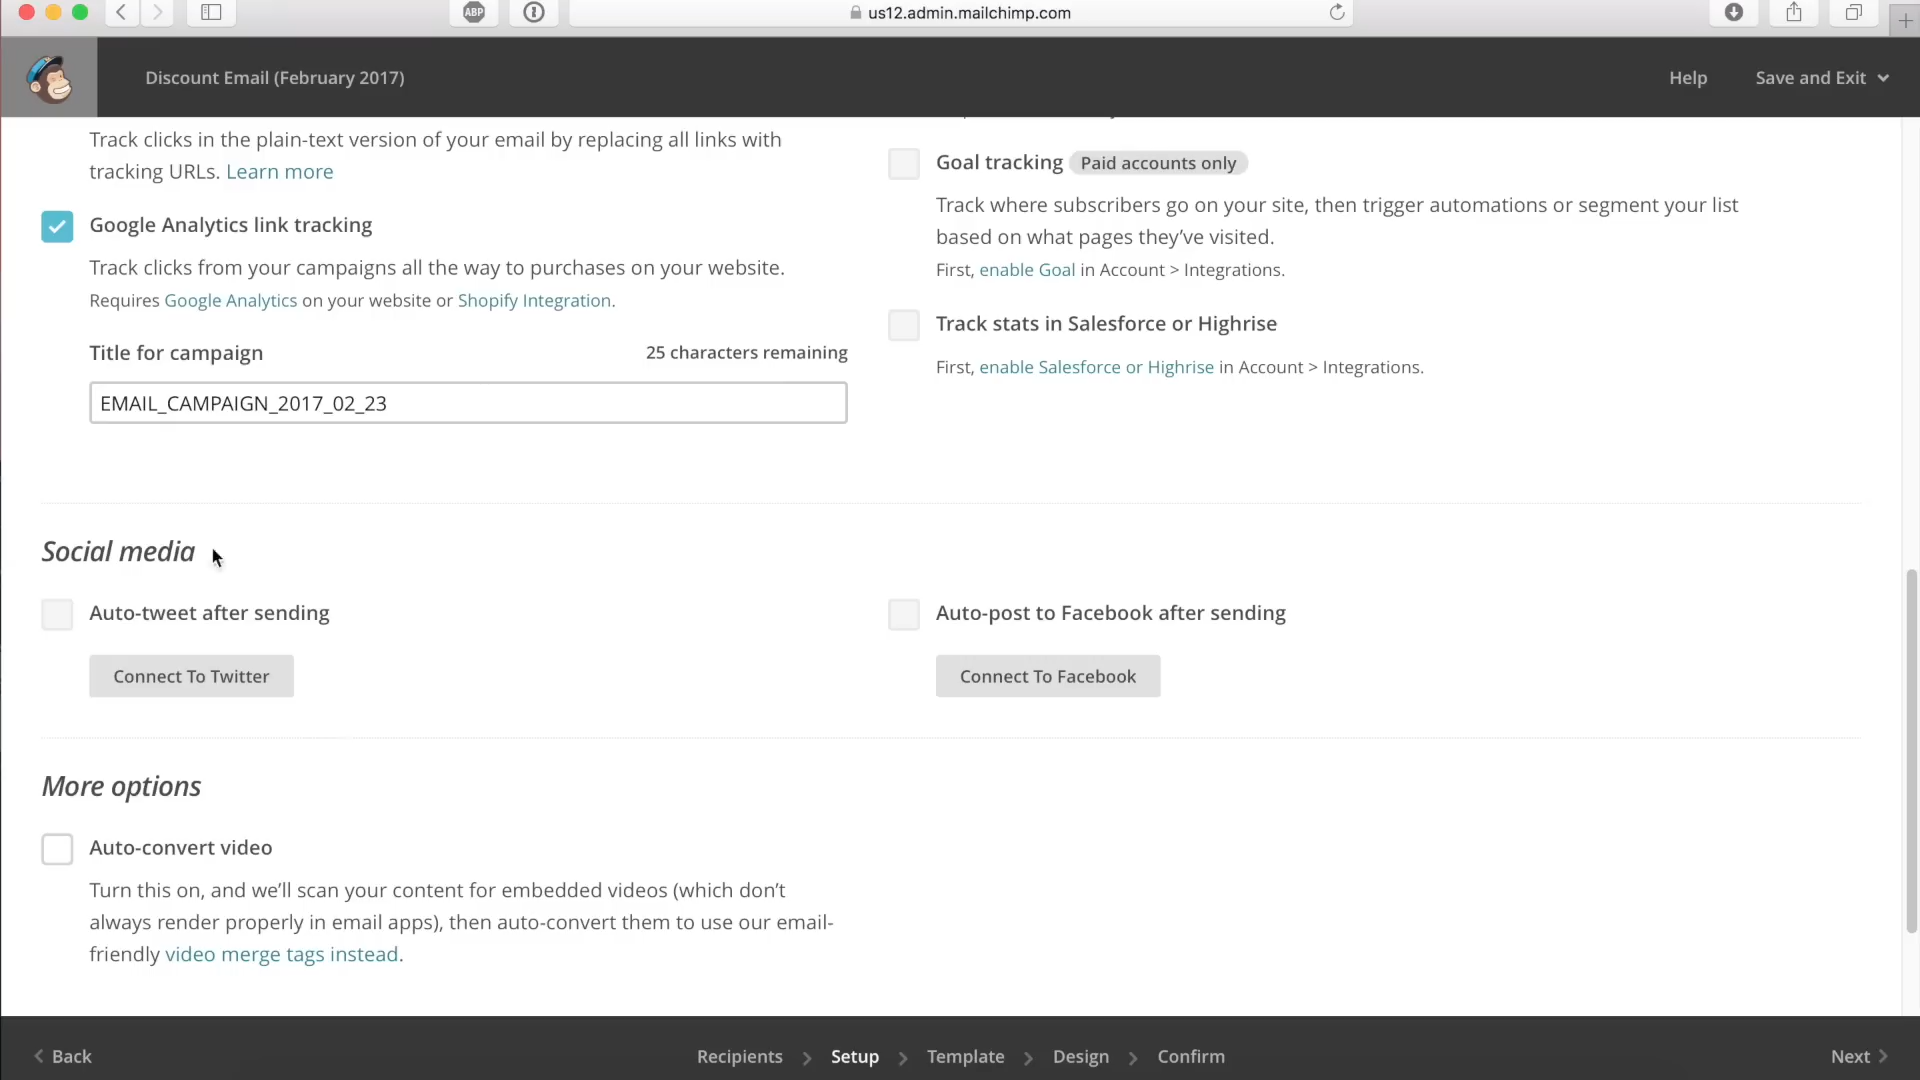 ABP
us12.admin.mailchimp.com
Discount Email (February 2017)
Help
Save and Exit
Track clicks in the plain-text version of your email by replacing all links with
tracking URLs. Learn more
Google Analytics link tracking
Track clicks from your campaigns all the way to purchases on your website.
Requires Google Analytics on your website or Shopify Integration.
Title for campaign
25 characters remaining
EMAIL_CAMPAIGN_2017_02_23
Goal tracking Paid accounts only
Track where subscribers go on your site, then trigger automations or segment your list
based on what pages they’ve visited.
First, enable Goal in Account > Integrations.
Track stats in Salesforce or Highrise
First, enable Salesforce or Highrise in Account > Integrations.
Social media
Auto-tweet after sending
Connect To Twitter
Auto-post to Facebook after sending
Connect To Facebook
More options
Auto-convert video
Turn this on, and we’ll scan your content for embedded videos (which don’t
always render properly in email apps), then auto-convert them to use our email-
friendly video merge tags instead.
Back
Recipients > Setup > Template > Design > Confirm
Next